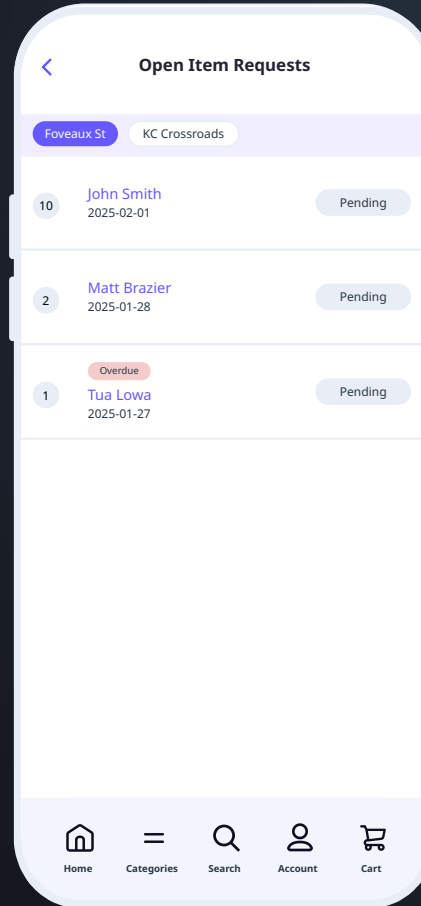 Open Item Requests
Foveaux St
KC Crossroads
10
John Smith
2025-02-01
Pending
2
Matt Brazier
2025-01-28
Pending
Overdue
1
Tua Lowa
2025-01-27
Pending
Home
Categories
Search
Account
Cart